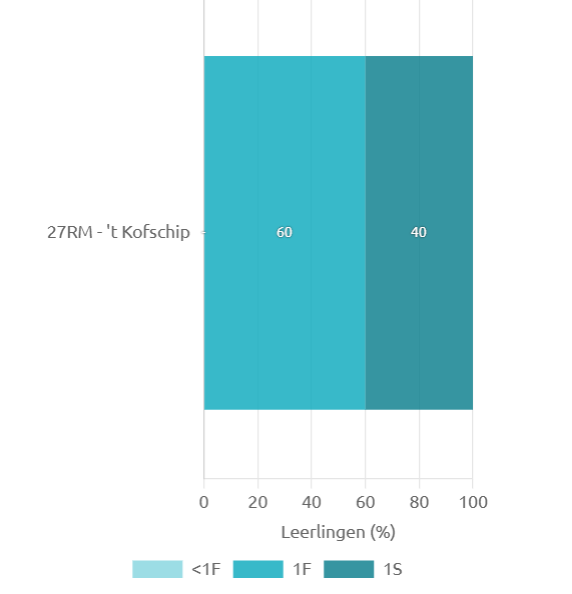 27RM - 't Kofschip
60
40
0 20 40 60 80 100
Leerlingen (%)
<1F 1F 1S